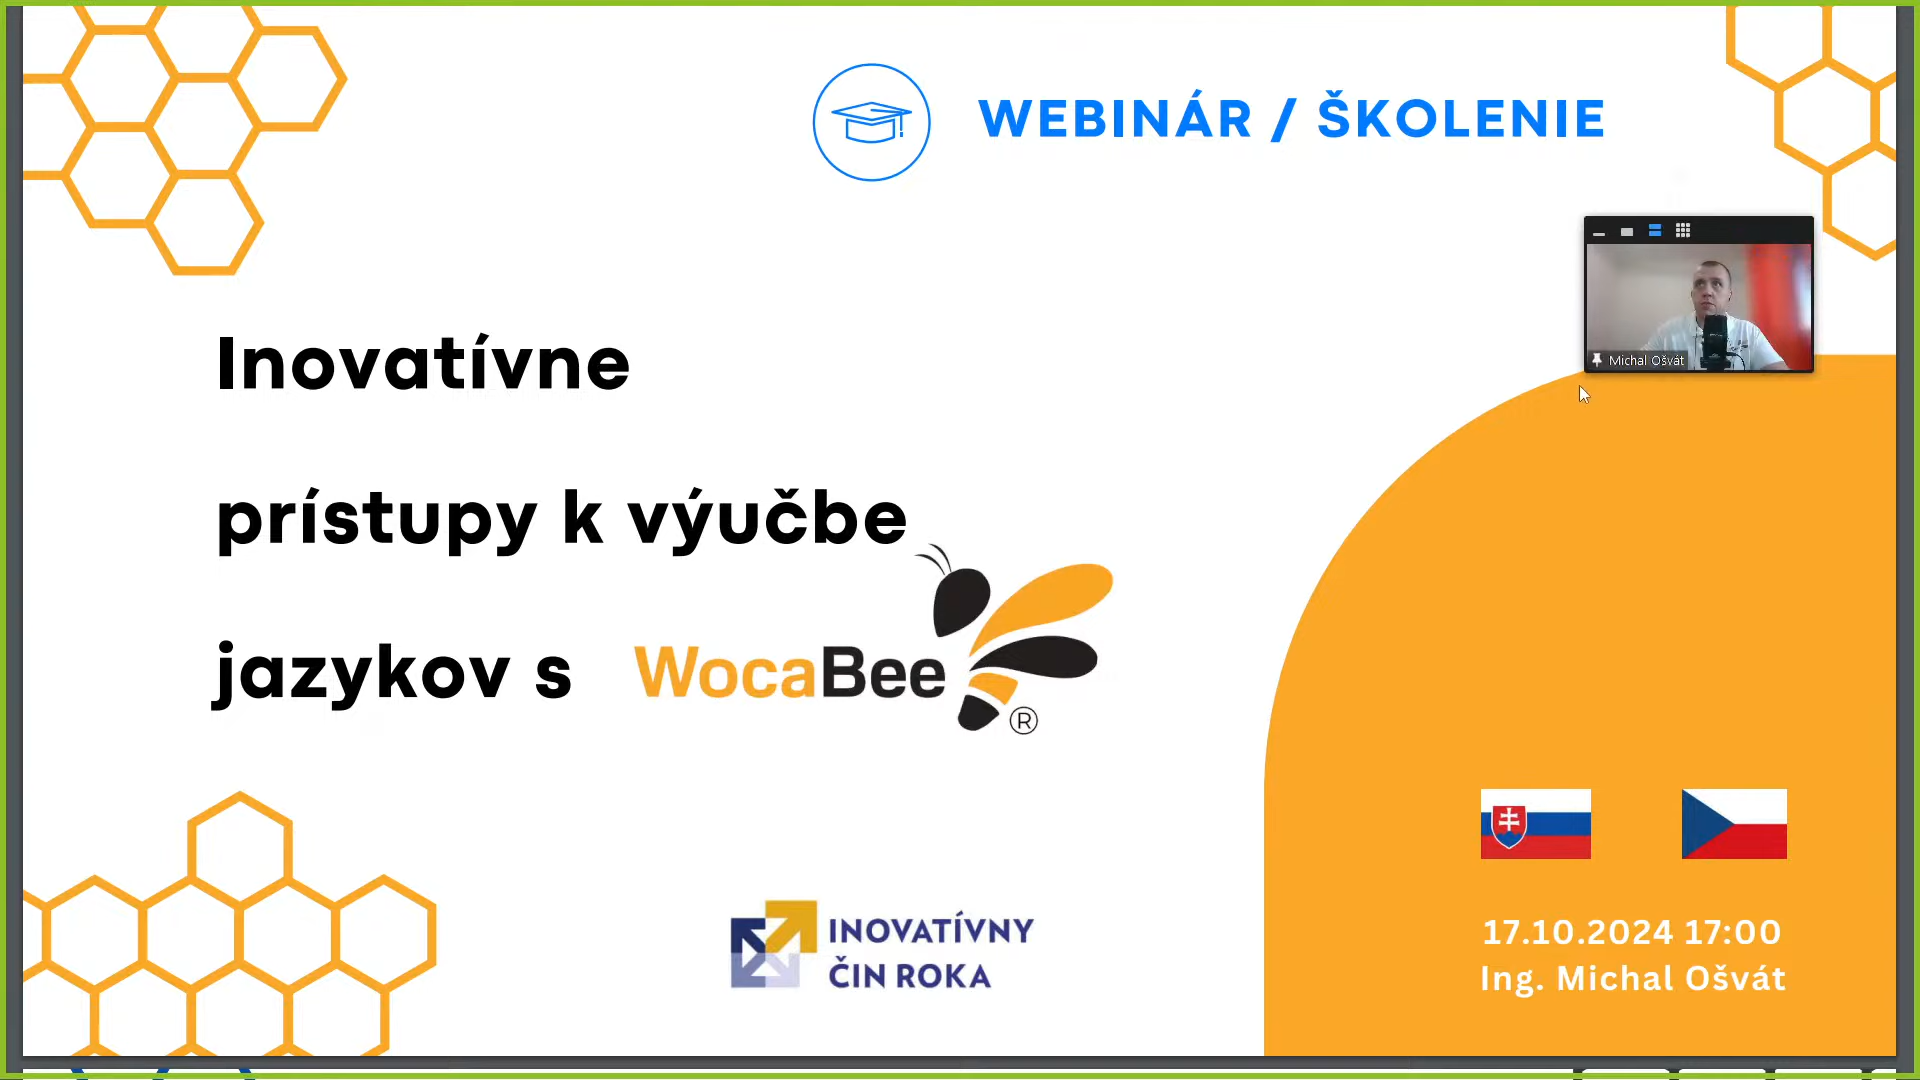 WEBINÁR / ŠKOLENIE
Michal Ošvát
Inovatívne
prístupy k výučbe
jazykov s WocaBee
®
INOVATÍVNY
ČIN ROKA
17.10.2024 17:00
Ing. Michal Ošvát